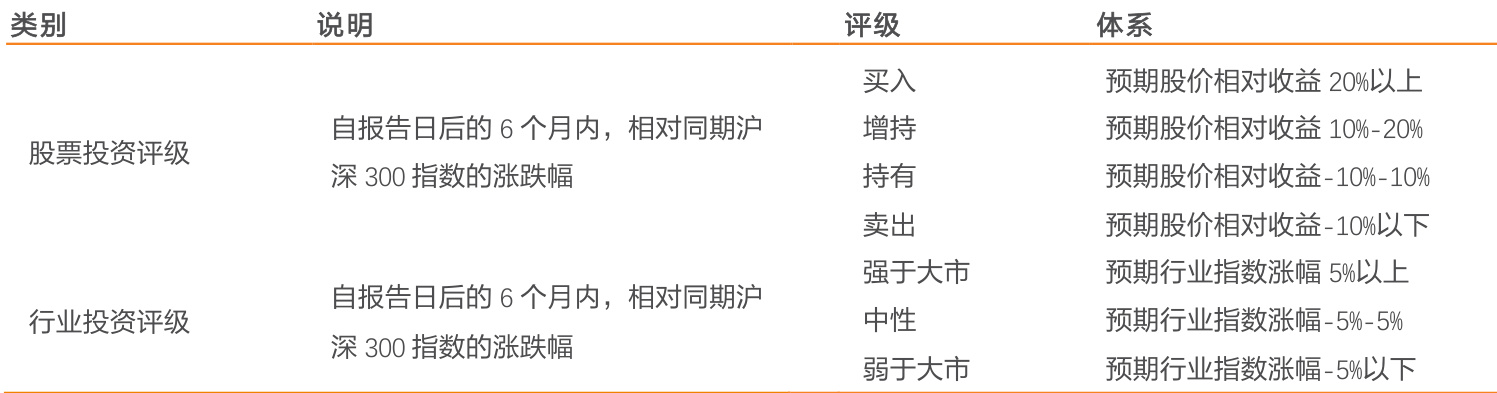 类别 说明 评级 体系
股票投资评级
自报告日后的 6 个月内，相对同期沪
深 300 指数的涨跌幅
买入 预期股价相对收益 20%以上
增持 预期股价相对收益 10%-20%
持有 预期股价相对收益-10%-10%
卖出 预期股价相对收益-10%以下
行业投资评级
自报告日后的 6 个月内，相对同期沪
深 300 指数的涨跌幅
强于大市 预期行业指数涨幅 5%以上
中性 预期行业指数涨幅-5%-5%
弱于大市 预期行业指数涨幅-5%以下